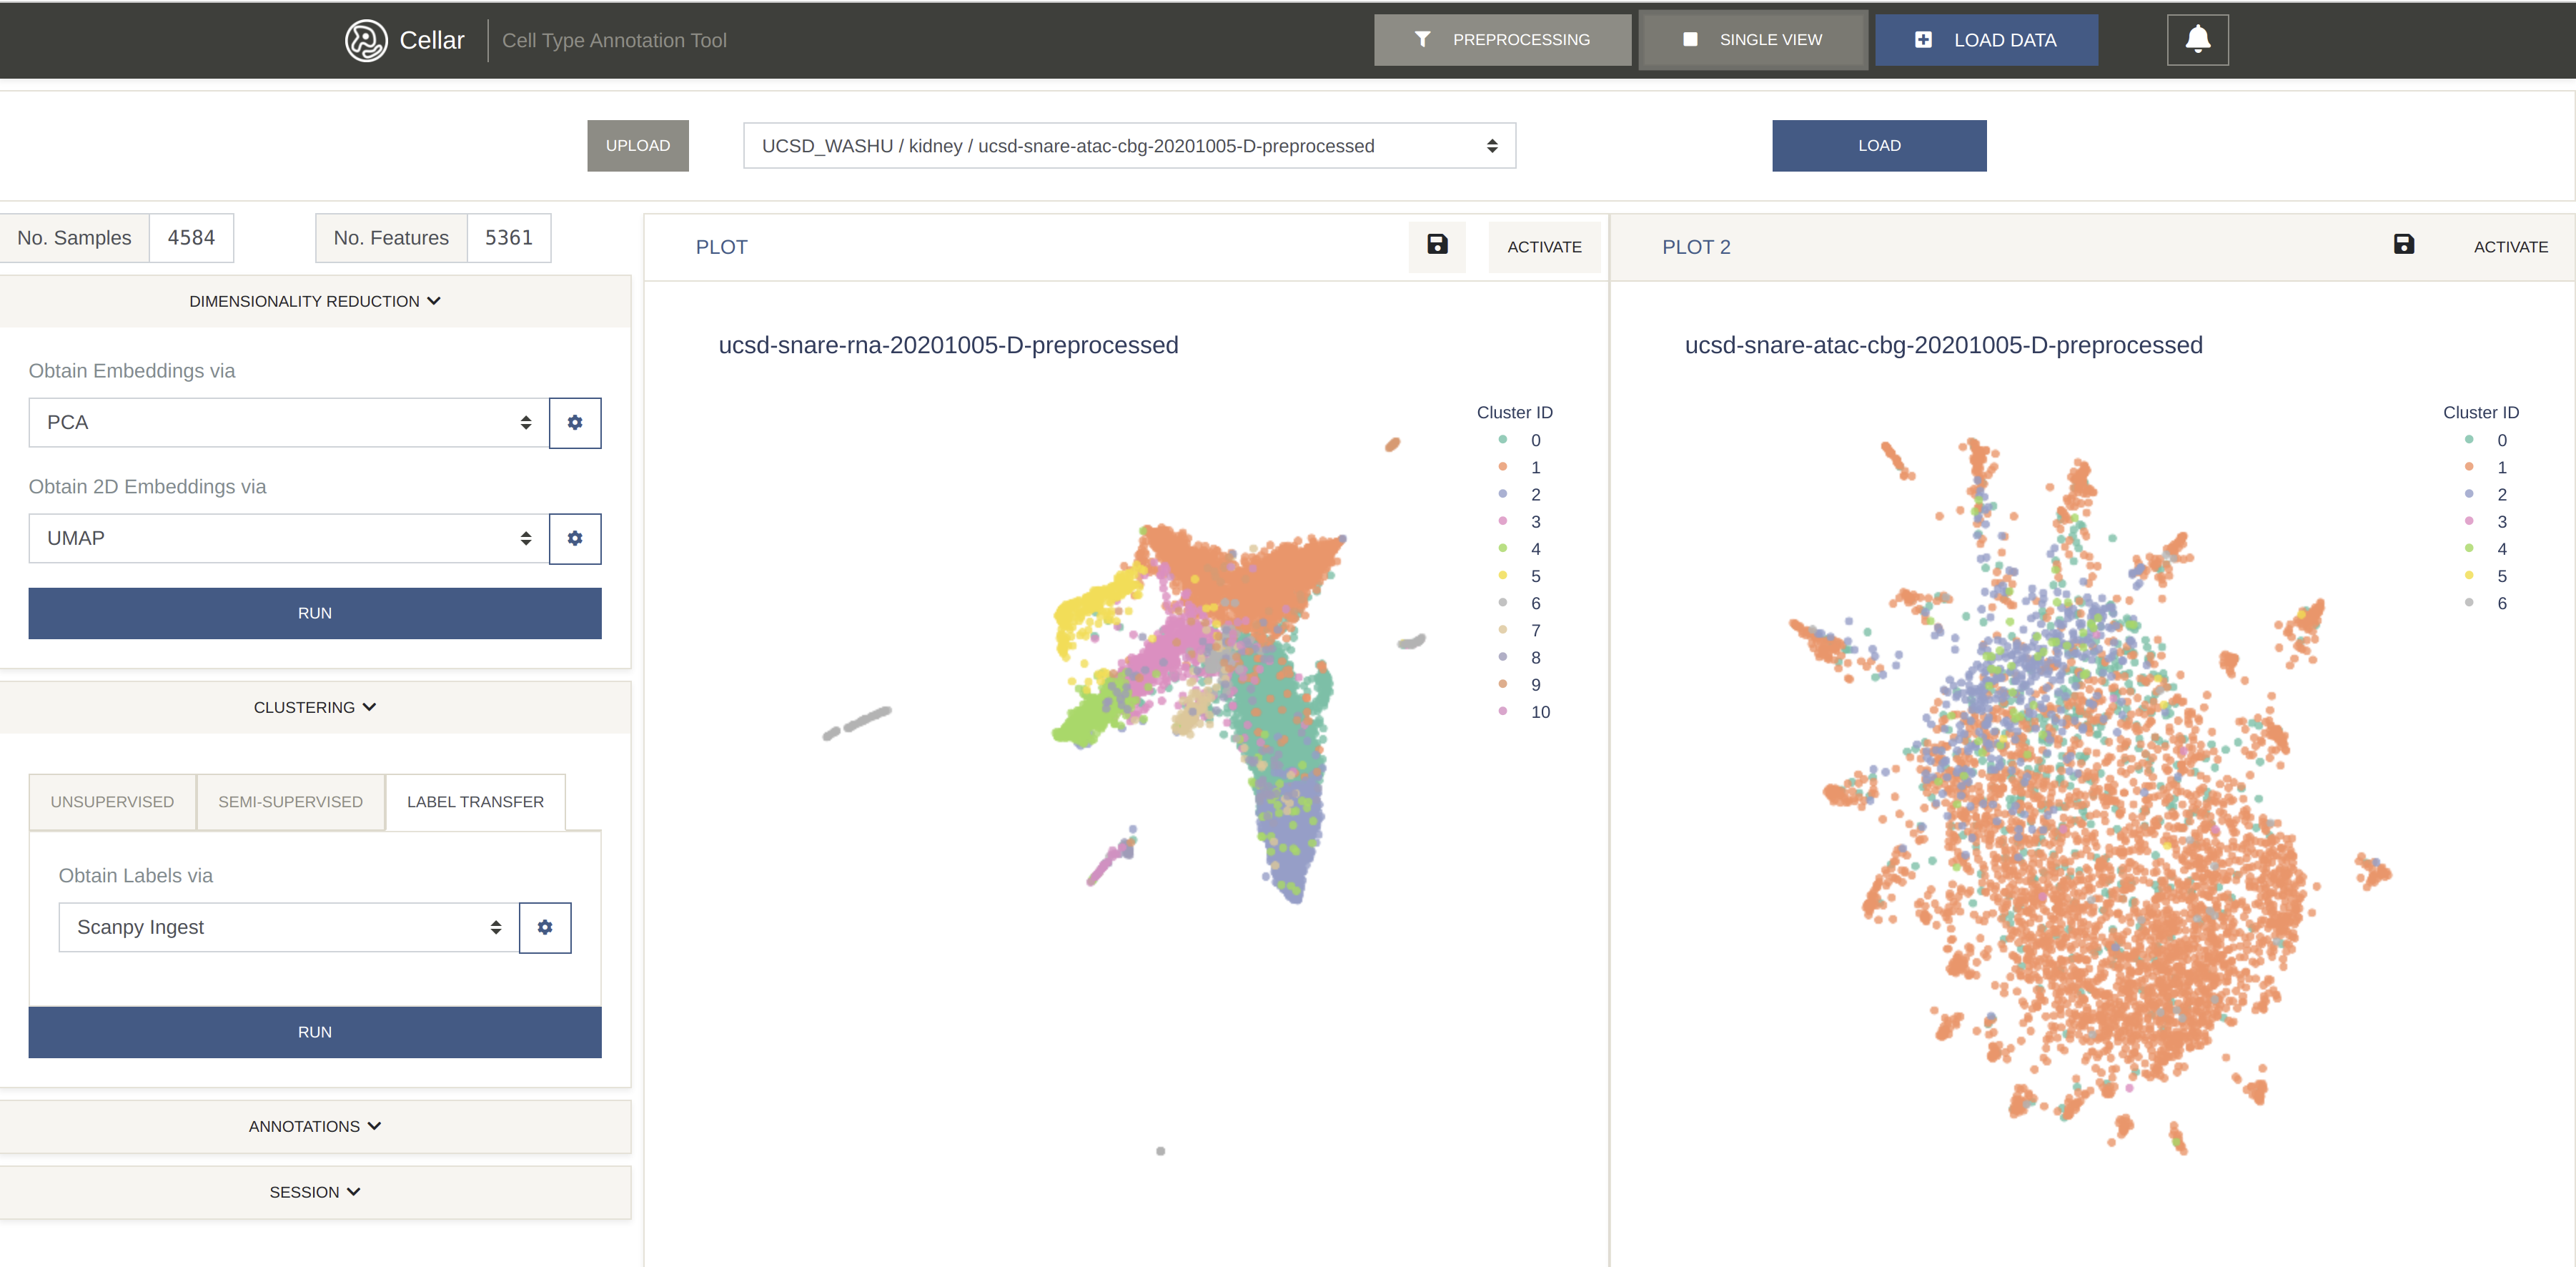 Cellar
Cell Type Annotation Tool
PREPROCESSING
SINGLE VIEW
LOAD DATA
UPLOAD
UCSD_WASHU / kidney / ucsd-snare-atac-cbg-20201005-D-preprocessed
LOAD
No. Samples 4584
No. Features 5361
DIMENSIONALITY REDUCTION
Obtain Embeddings via
PCA
Obtain 2D Embeddings via
UMAP
RUN
CLUSTERING
UNSUPERVISED
SEMI-SUPERVISED
LABEL TRANSFER
Obtain Labels via
Scanpy Ingest
RUN
ANNOTATIONS
SESSION
PLOT
ACTIVATE
ucsd-snare-rna-20201005-D-preprocessed
Cluster ID
0
1
2
3
4
5
6
7
8
9
10
PLOT 2
ACTIVATE
ucsd-snare-atac-cbg-20201005-D-preprocessed
Cluster ID
0
1
2
3
4
5
6